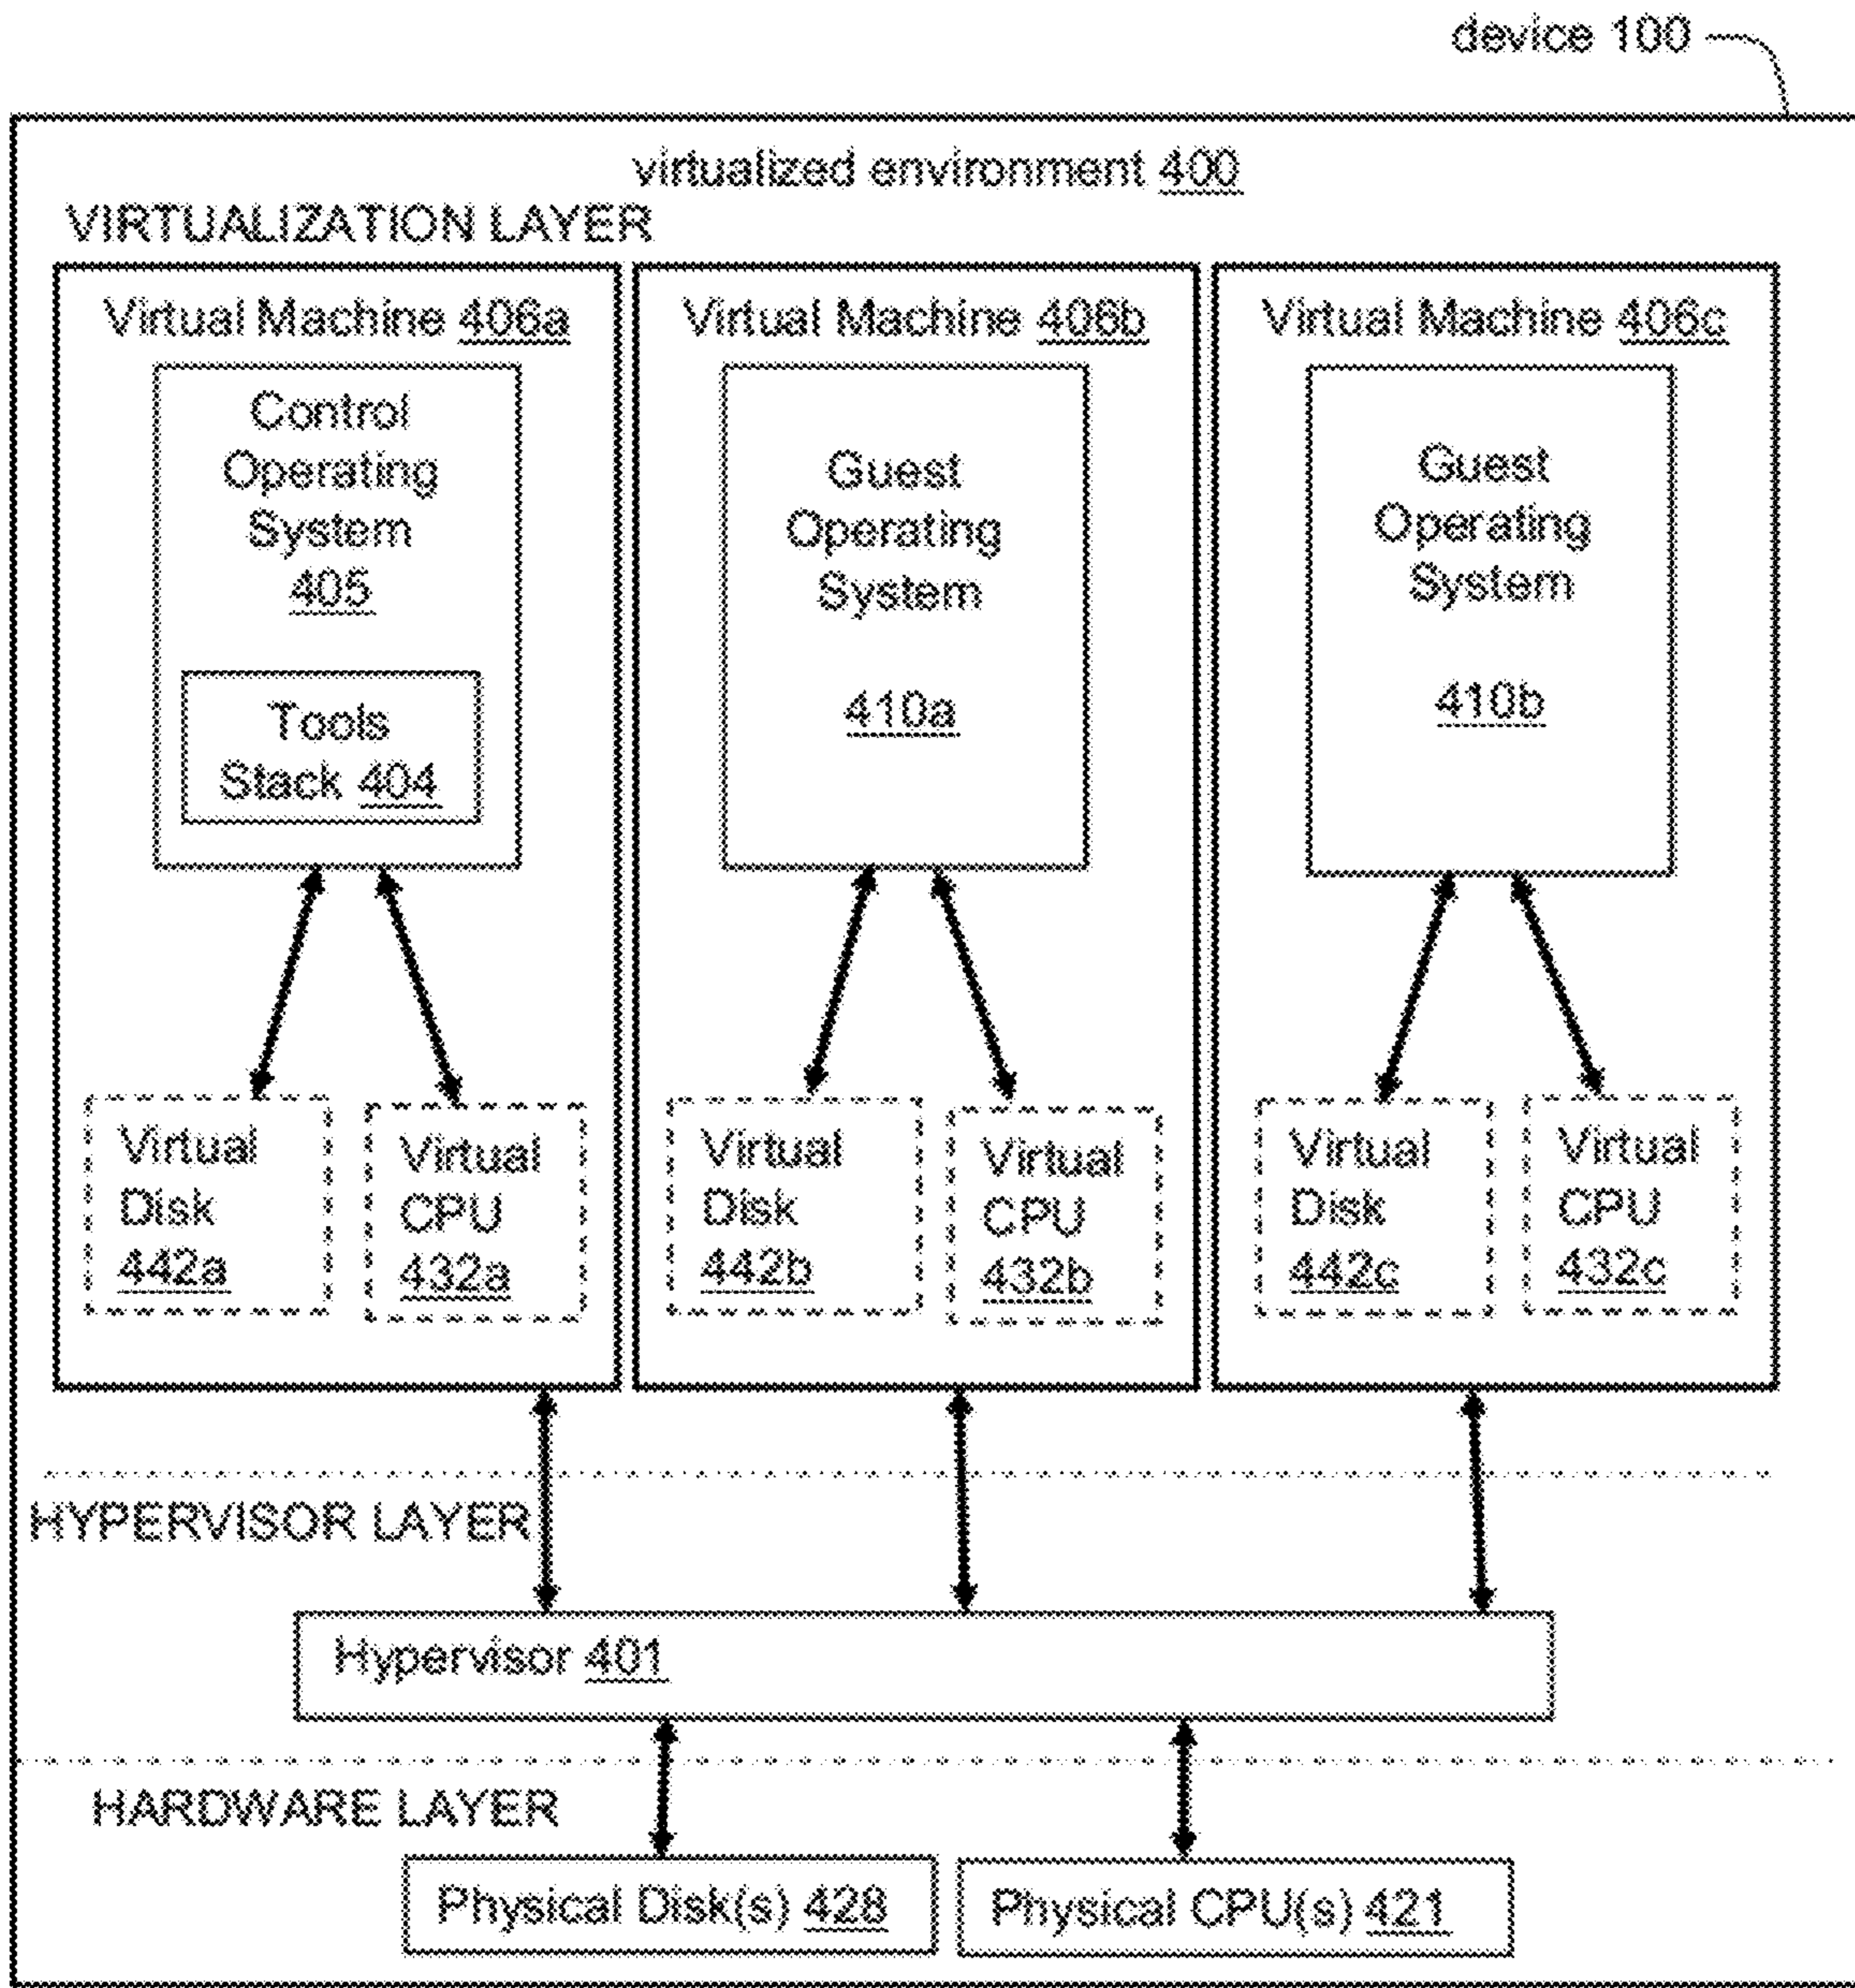 device 100
virtualized environment 400
VIRTUALIZATION LAYER
Virtual Machine 406a
Control
Operating
System
405
Tools
Stack 404
Virtual
Disk
442a
Virtual
CPU
432a
Virtual Machine 406b
Guest
Operating
System
410a
Virtual
Disk
442b
Virtual
CPU
432b
Virtual Machine 406c
Guest
Operating
System
410b
Virtual
Disk
442c
Virtual
CPU
432c
HYPERVISOR LAYER
Hypervisor 401
HARDWARE LAYER
Physical Disk(s) 428
Physical CPU(s) 421